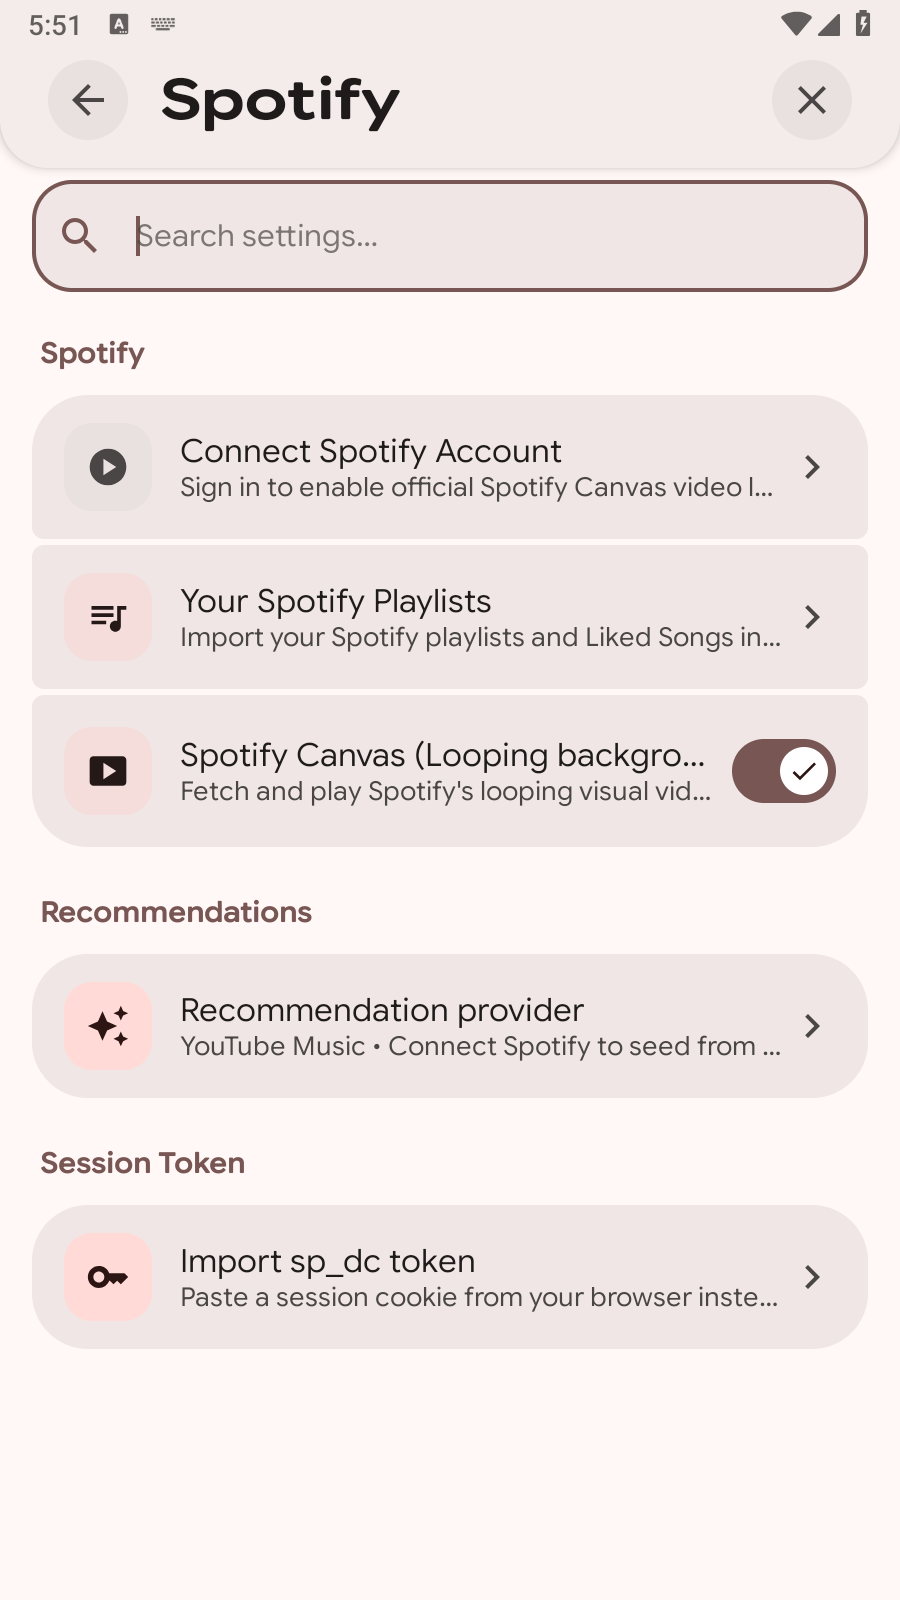 5:51
Spotify
Search settings...
Spotify
Connect Spotify Account
Sign in to enable official Spotify Canvas video l...
Your Spotify Playlists
Import your Spotify playlists and Liked Songs in...
Spotify Canvas (Looping backgro...
Fetch and play Spotify's looping visual vid...
Recommendations
Recommendation provider
YouTube Music • Connect Spotify to seed from ...
Session Token
Import sp_dc token
Paste a session cookie from your browser inste...